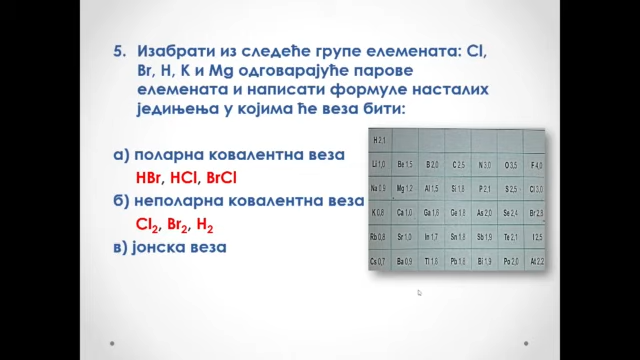 5. Изабрати из следеће групе елемената: Cl,
Br, H, K и Mg одговарајуће парове
елемената и написати формуле насталих
једињења у којима ће веза бити:
а) поларна ковалентна веза
HBr, HCl, BrCl
б) неполарна ковалентна веза
Cl₂, Br₂, H₂
в) јонска веза
H 2,1
Li 1,0 Be 1,5 B 2,0 C 2,5 N 3,0 O 3,5 F 4,0
Na 0,9 Mg 1,2 Al 1,5 Si 1,8 P 2,1 S 2,5 Cl 3,0
K 0,8 Ca 1,0 Ga 1,6 Ge 1,8 As 2,0 Se 2,4 Br 2,8
Rb 0,8 Sr 1,0 In 1,7 Sn 1,8 Sb 1,9 Te 2,1 I 2,5
Cs 0,7 Ba 0,9 Tl 1,8 Pb 1,8 Bi 1,9 Po 2,0 At 2,2